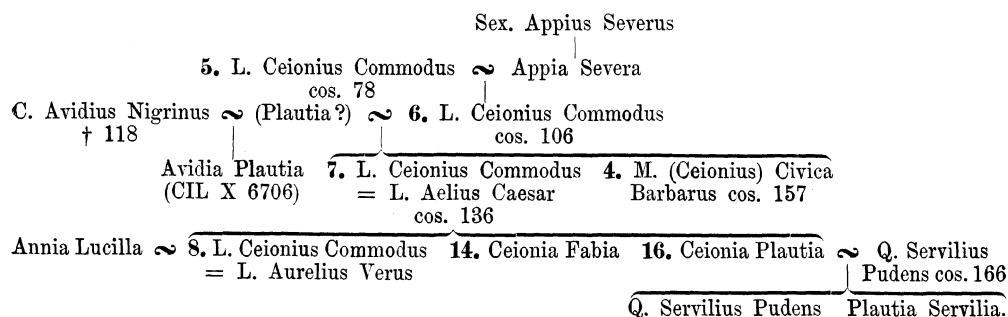 Sex. Appius Severus
5. L. Ceionius Commodus ~ Appia Severa
cos. 78
C. Avidius Nigrinus ~ (Plautia?) ~ 6. L. Ceionius Commodus
† 118 cos. 106
Avidia Plautia 7. L. Ceionius Commodus 4. M. (Ceionius) Civica
(CIL X 6706) = L. Aelius Caesar Barbarus cos. 157
cos. 136
Annia Lucilla ~ 8. L. Ceionius Commodus 14. Ceionia Fabia 16. Ceionia Plautia ~ Q. Servilius
= L. Aurelius Verus Pudens cos. 166
Q. Servilius Pudens Plautia Servilia.